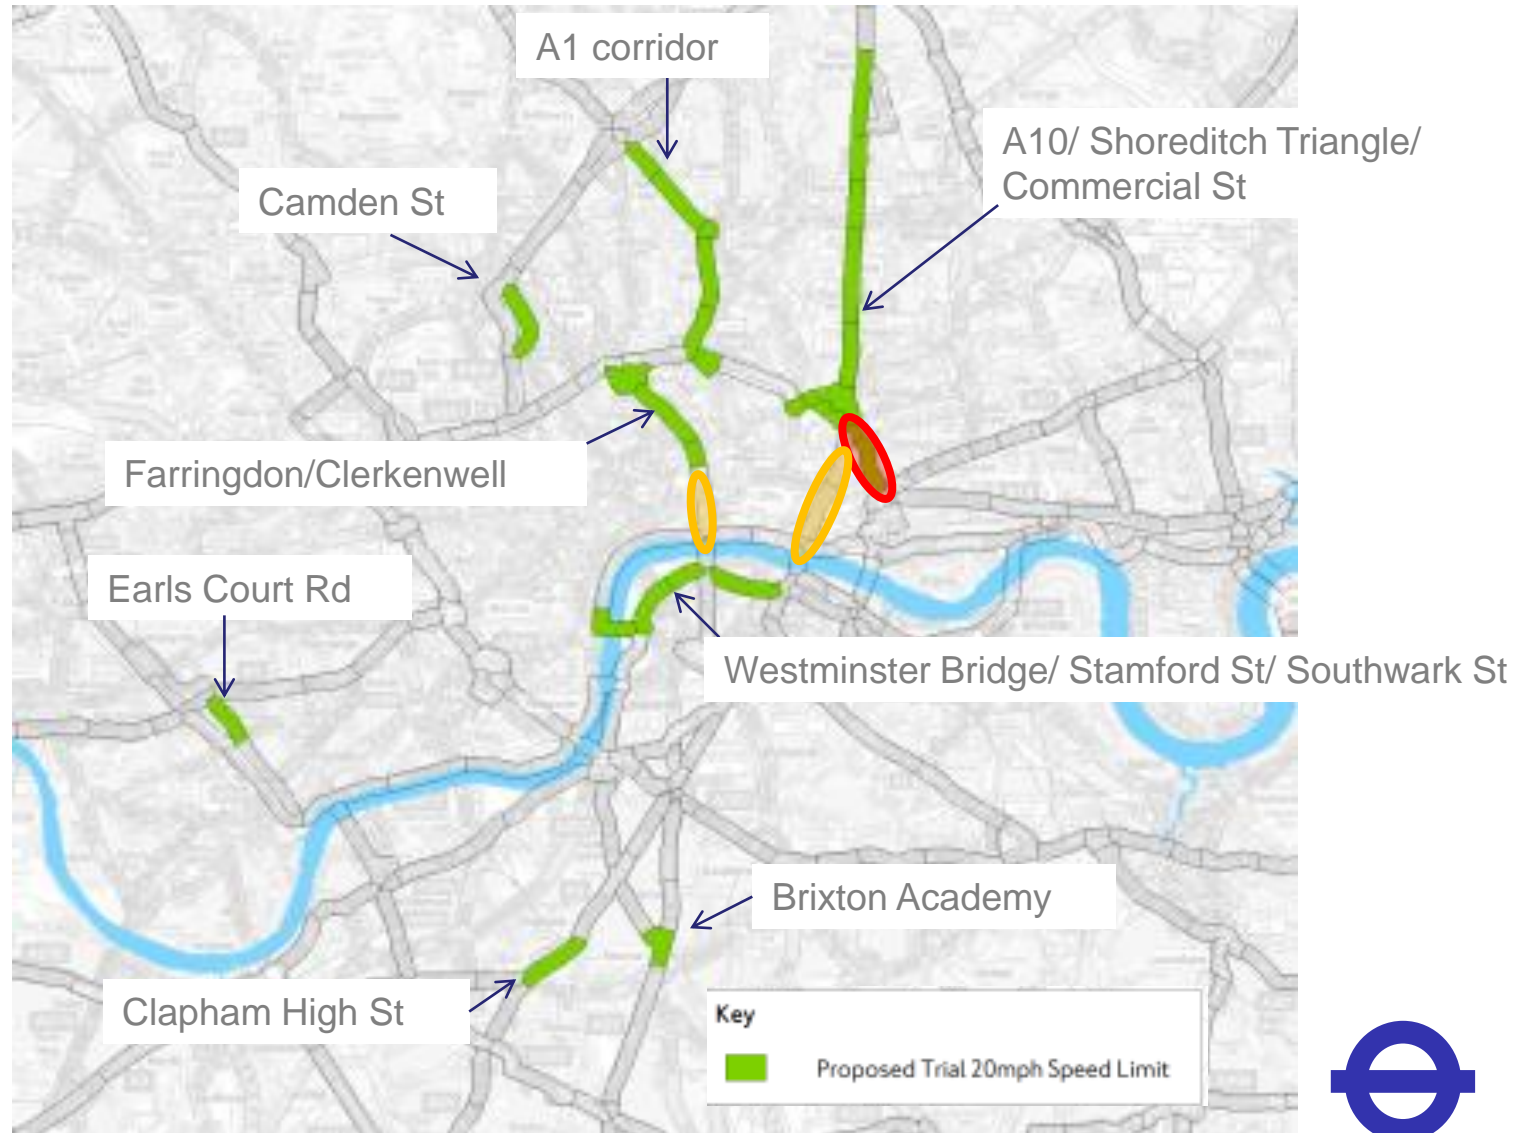 A1 corridor
A10/ Shoreditch Triangle/
Commercial St
Camden St
Farringdon/Clerkenwell
Earls Court Rd
Westminster Bridge/ Stamford St/ Southwark St
Brixton Academy
Clapham High St
Key
Proposed Trial 20mph Speed Limit